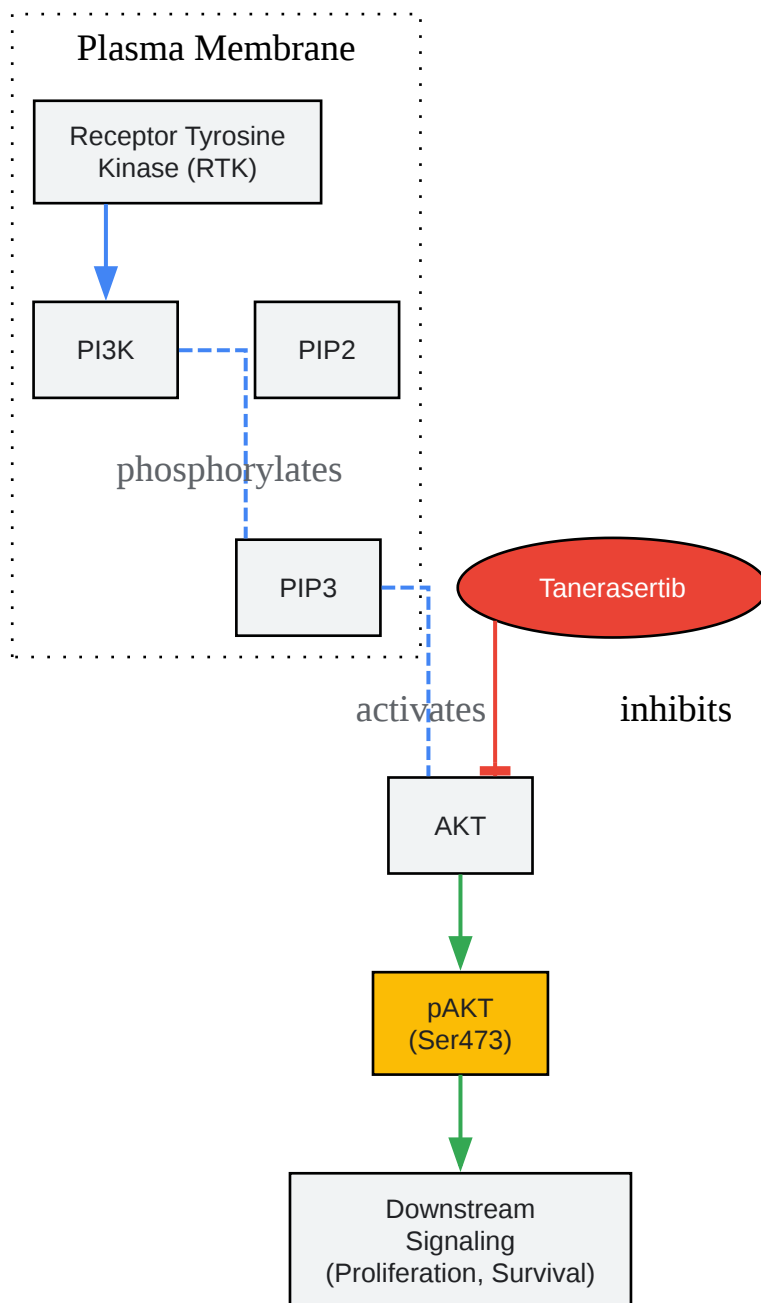 Plasma Membrane
Receptor Tyrosine
Kinase (RTK)
PI3K
PIP2
phosphorylates
PIP3
Tanerasertib
activates
inhibits
AKT
pAKT
(Ser473)
Downstream
Signaling
(Proliferation, Survival)